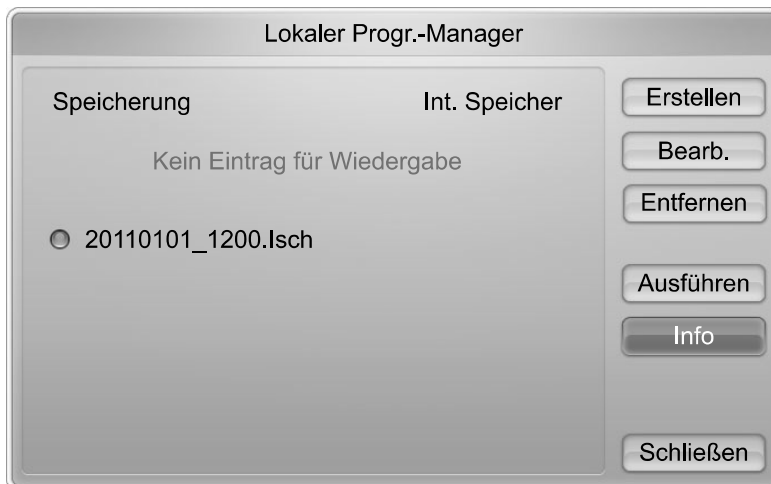 Lokaler Progr.-Manager
Speicherung Int. Speicher
Kein Eintrag für Wiedergabe
20110101_1200.lsch
Erstellen
Bearb.
Entfernen
Ausführen
Info
Schließen